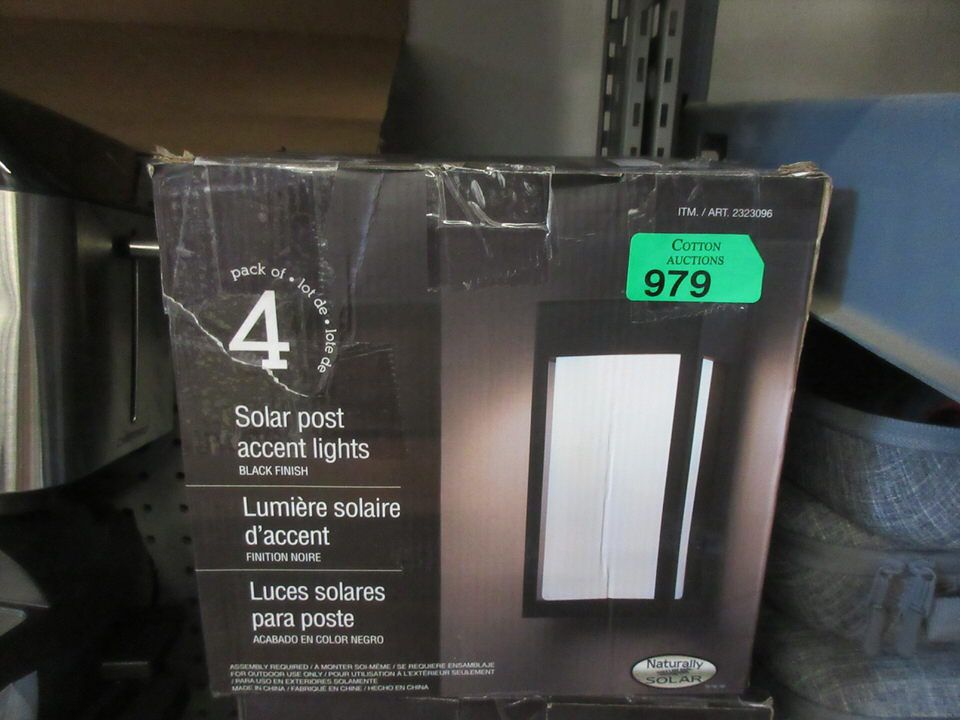 ITM. / ART. 2323096
COTTON
AUCTIONS
979
pack of • lot de • lote de
4
Solar post
accent lights
BLACK FINISH
Lumière solaire
d'accent
FINITION NOIRE
Luces solares
para poste
ACABADO EN COLOR NEGRO
ASSEMBLY REQUIRED / À MONTER SOI-MÊME / SE REQUIERE ENSAMBLAJE
FOR OUTDOOR USE ONLY / POUR UTILISATION À L'EXTÉRIEUR SEULEMENT
/ PARA USO EN EXTERIORES SOLAMENTE
MADE IN CHINA / FABRIQUÉ EN CHINE / HECHO EN CHINA
Naturally
SOLAR